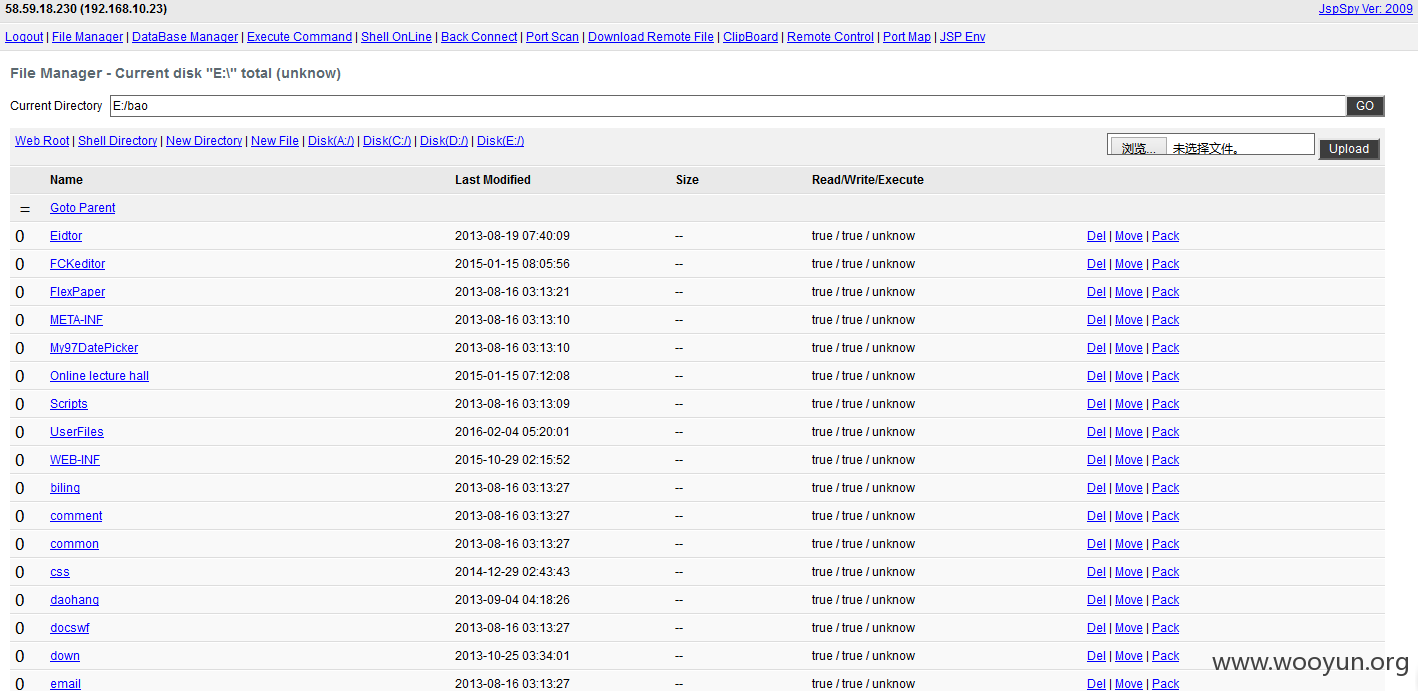 58.59.18.230 (192.168.10.23) JspSpy Ver: 2009
Logout | File Manager | DataBase Manager | Execute Command | Shell OnLine | Back Connect | Port Scan | Download Remote File | ClipBoard | Remote Control | Port Map | JSP Env
File Manager - Current disk "E:\" total (unknow)
Current Directory E:/bao GO
Web Root | Shell Directory | New Directory | New File | Disk(A:/) | Disk(C:/) | Disk(D:/) | Disk(E:/) 浏览... 未选择文件。 Upload
Name Last Modified Size Read/Write/Execute
= Goto Parent
0 Eidtor 2013-08-19 07:40:09 -- true / true / unknow Del | Move | Pack
0 FCKeditor 2015-01-15 08:05:56 -- true / true / unknow Del | Move | Pack
0 FlexPaper 2013-08-16 03:13:21 -- true / true / unknow Del | Move | Pack
0 META-INF 2013-08-16 03:13:10 -- true / true / unknow Del | Move | Pack
0 My97DatePicker 2013-08-16 03:13:10 -- true / true / unknow Del | Move | Pack
0 Online lecture hall 2015-01-15 07:12:08 -- true / true / unknow Del | Move | Pack
0 Scripts 2013-08-16 03:13:09 -- true / true / unknow Del | Move | Pack
0 UserFiles 2016-02-04 05:20:01 -- true / true / unknow Del | Move | Pack
0 WEB-INF 2015-10-29 02:15:52 -- true / true / unknow Del | Move | Pack
0 biling 2013-08-16 03:13:27 -- true / true / unknow Del | Move | Pack
0 comment 2013-08-16 03:13:27 -- true / true / unknow Del | Move | Pack
0 common 2013-08-16 03:13:27 -- true / true / unknow Del | Move | Pack
0 css 2014-12-29 02:43:43 -- true / true / unknow Del | Move | Pack
0 daohang 2013-09-04 04:18:26 -- true / true / unknow Del | Move | Pack
0 docswf 2013-08-16 03:13:27 -- true / true / unknow Del | Move | Pack
0 down 2013-10-25 03:34:01 -- true / true / unknow Del | Move | Pack
www.wooyun.org
0 email 2013-08-16 03:13:27 -- true / true / unknow Del | Move | Pack